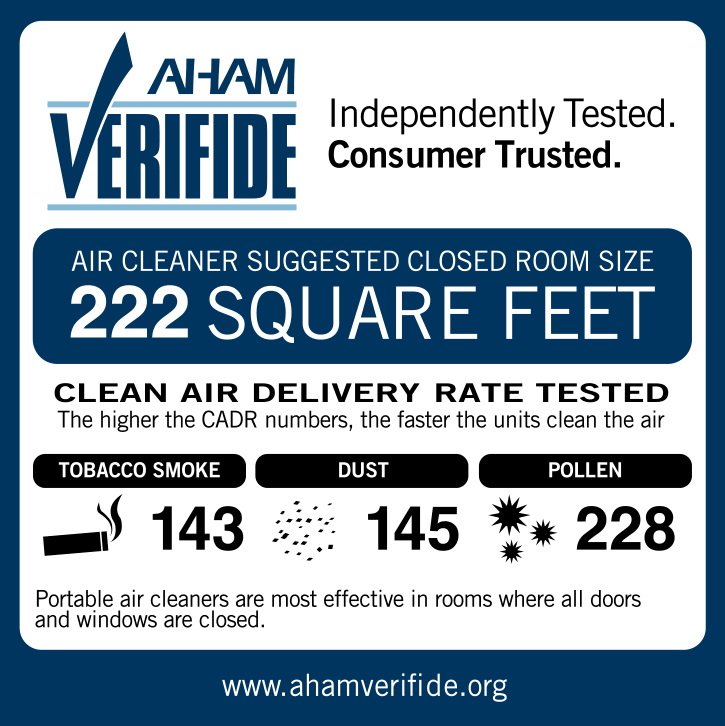 AHAM
VERIFIDE
Independently Tested.
Consumer Trusted.
AIR CLEANER SUGGESTED CLOSED ROOM SIZE
222 SQUARE FEET
CLEAN AIR DELIVERY RATE TESTED
The higher the CADR numbers, the faster the units clean the air
TOBACCO SMOKE DUST POLLEN
143 145 228
Portable air cleaners are most effective in rooms where all doors
and windows are closed.
www.ahamverifide.org